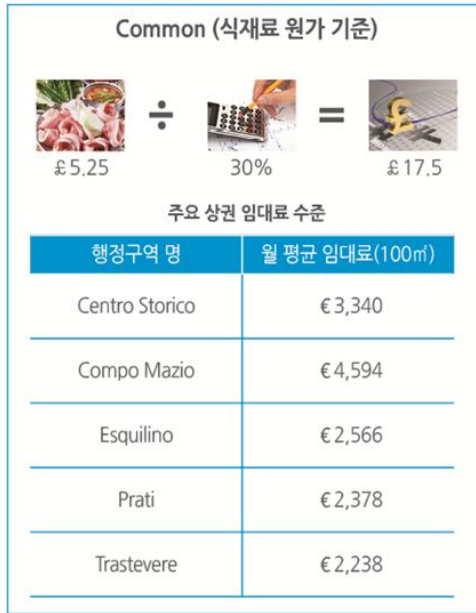 Common (식재료 원가 기준)
÷ =
£5.25 30% £17.5
주요 상권 임대료 수준
행정구역 명 월 평균 임대료(100㎡)
Centro Storico €3,340
Compo Mazio €4,594
Esquilino €2,566
Prati €2,378
Trastevere €2,238